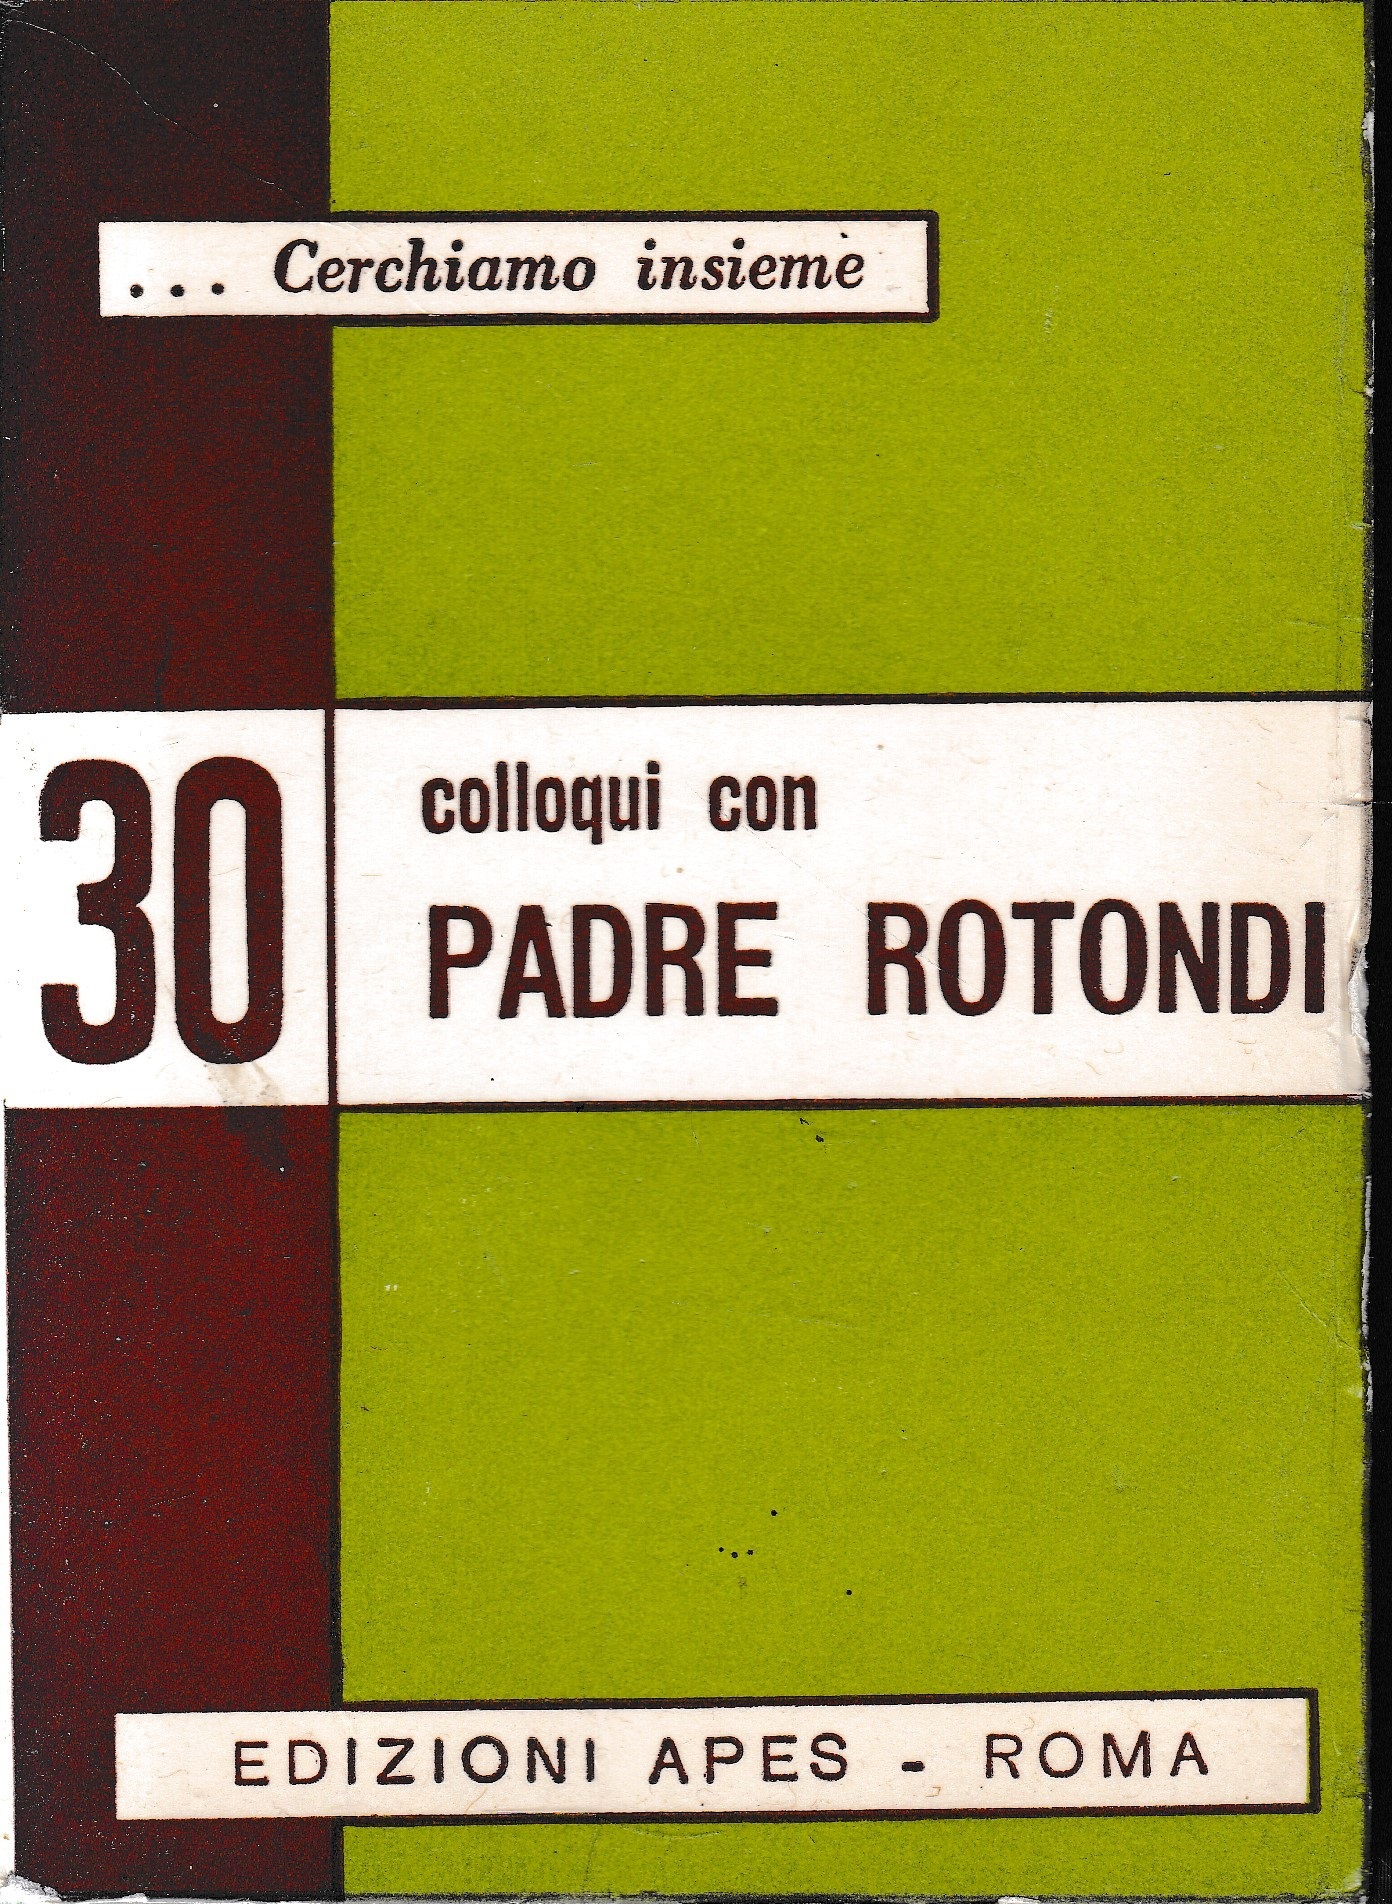 ... Cerchiamo insieme
30
colloqui con
PADRE ROTONDI
EDIZIONI APES - ROMA